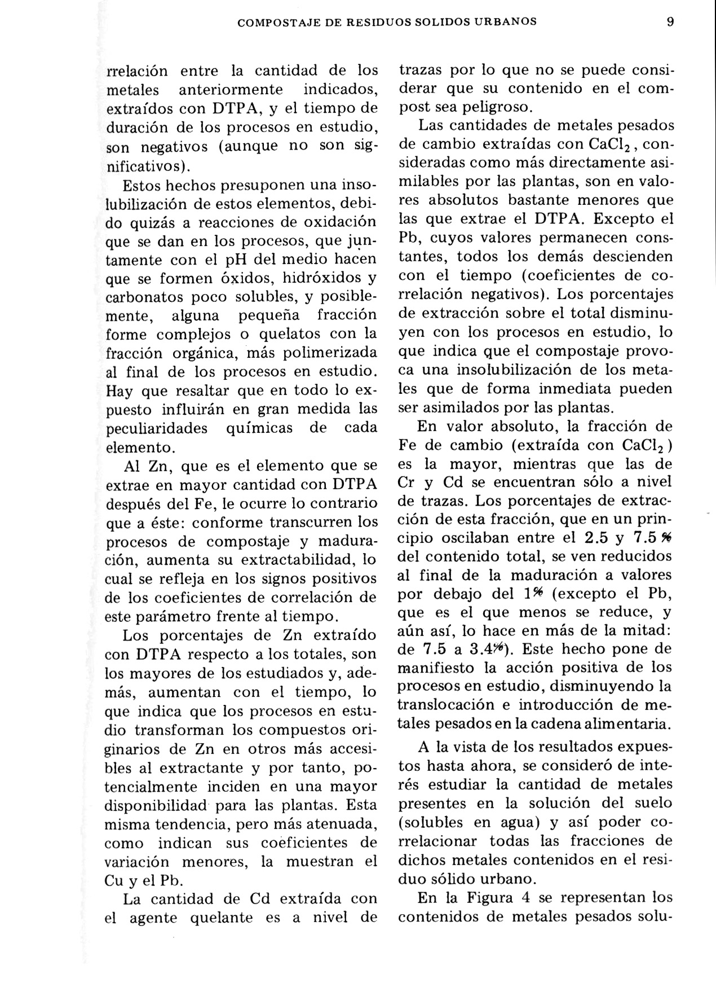 COMPOSTAJE DE RESIDUOS SOLIDOS URBANOS 9
rrelación entre la cantidad de los
metales anteriormente indicados,
extraídos con DTPA, y el tiempo de
duración de los procesos en estudio,
son negativos (aunque no son sig-
nificativos).
Estos hechos presuponen una inso-
lubilización de estos elementos, debi-
do quizás a reacciones de oxidación
que se dan en los procesos, que jun-
tamente con el pH del medio hacen
que se formen óxidos, hidróxidos y
carbonatos poco solubles, y posible-
mente, alguna pequeña fracción
forme complejos o quelatos con la
fracción orgánica, más polimerizada
al final de los procesos en estudio.
Hay que resaltar que en todo lo ex-
puesto influirán en gran medida las
peculiaridades químicas de cada
elemento.
Al Zn, que es el elemento que se
extrae en mayor cantidad con DTPA
después del Fe, le ocurre lo contrario
que a éste: conforme transcurren los
procesos de compostaje y madura-
ción, aumenta su extractabilidad, lo
cual se refleja en los signos positivos
de los coeficientes de correlación de
este parámetro frente al tiempo.
Los porcentajes de Zn extraído
con DTPA respecto a los totales, son
los mayores de los estudiados y, ade-
más, aumentan con el tiempo, lo
que indica que los procesos en estu-
dio transforman los compuestos ori-
ginarios de Zn en otros más accesi-
bles al extractante y por tanto, po-
tencialmente inciden en una mayor
disponibilidad para las plantas. Esta
misma tendencia, pero más atenuada,
como indican sus coeficientes de
variación menores, la muestran el
Cu y el Pb.
La cantidad de Cd extraída con
el agente quelante es a nivel de
trazas por lo que no se puede consi-
derar que su contenido en el com-
post sea peligroso.
Las cantidades de metales pesados
de cambio extraídas con CaCl₂, con-
sideradas como más directamente asi-
milables por las plantas, son en valo-
res absolutos bastante menores que
las que extrae el DTPA. Excepto el
Pb, cuyos valores permanecen cons-
tantes, todos los demás descienden
con el tiempo (coeficientes de co-
rrelación negativos). Los porcentajes
de extracción sobre el total disminu-
yen con los procesos en estudio, lo
que indica que el compostaje provo-
ca una insolubilización de los meta-
les que de forma inmediata pueden
ser asimilados por las plantas.
En valor absoluto, la fracción de
Fe de cambio (extraída con CaCl₂)
es la mayor, mientras que las de
Cr y Cd se encuentran sólo a nivel
de trazas. Los porcentajes de extrac-
ción de esta fracción, que en un prin-
cipio oscilaban entre el 2.5 y 7.5 %
del contenido total, se ven reducidos
al final de la maduración a valores
por debajo del 1% (excepto el Pb,
que es el que menos se reduce, y
aún así, lo hace en más de la mitad:
de 7.5 a 3.4%). Este hecho pone de
manifiesto la acción positiva de los
procesos en estudio, disminuyendo la
translocación e introducción de me-
tales pesados en la cadena alimentaria.
A la vista de los resultados expues-
tos hasta ahora, se consideró de inte-
rés estudiar la cantidad de metales
presentes en la solución del suelo
(solubles en agua) y así poder co-
rrelacionar todas las fracciones de
dichos metales contenidos en el resi-
duo sólido urbano.
En la Figura 4 se representan los
contenidos de metales pesados solu-